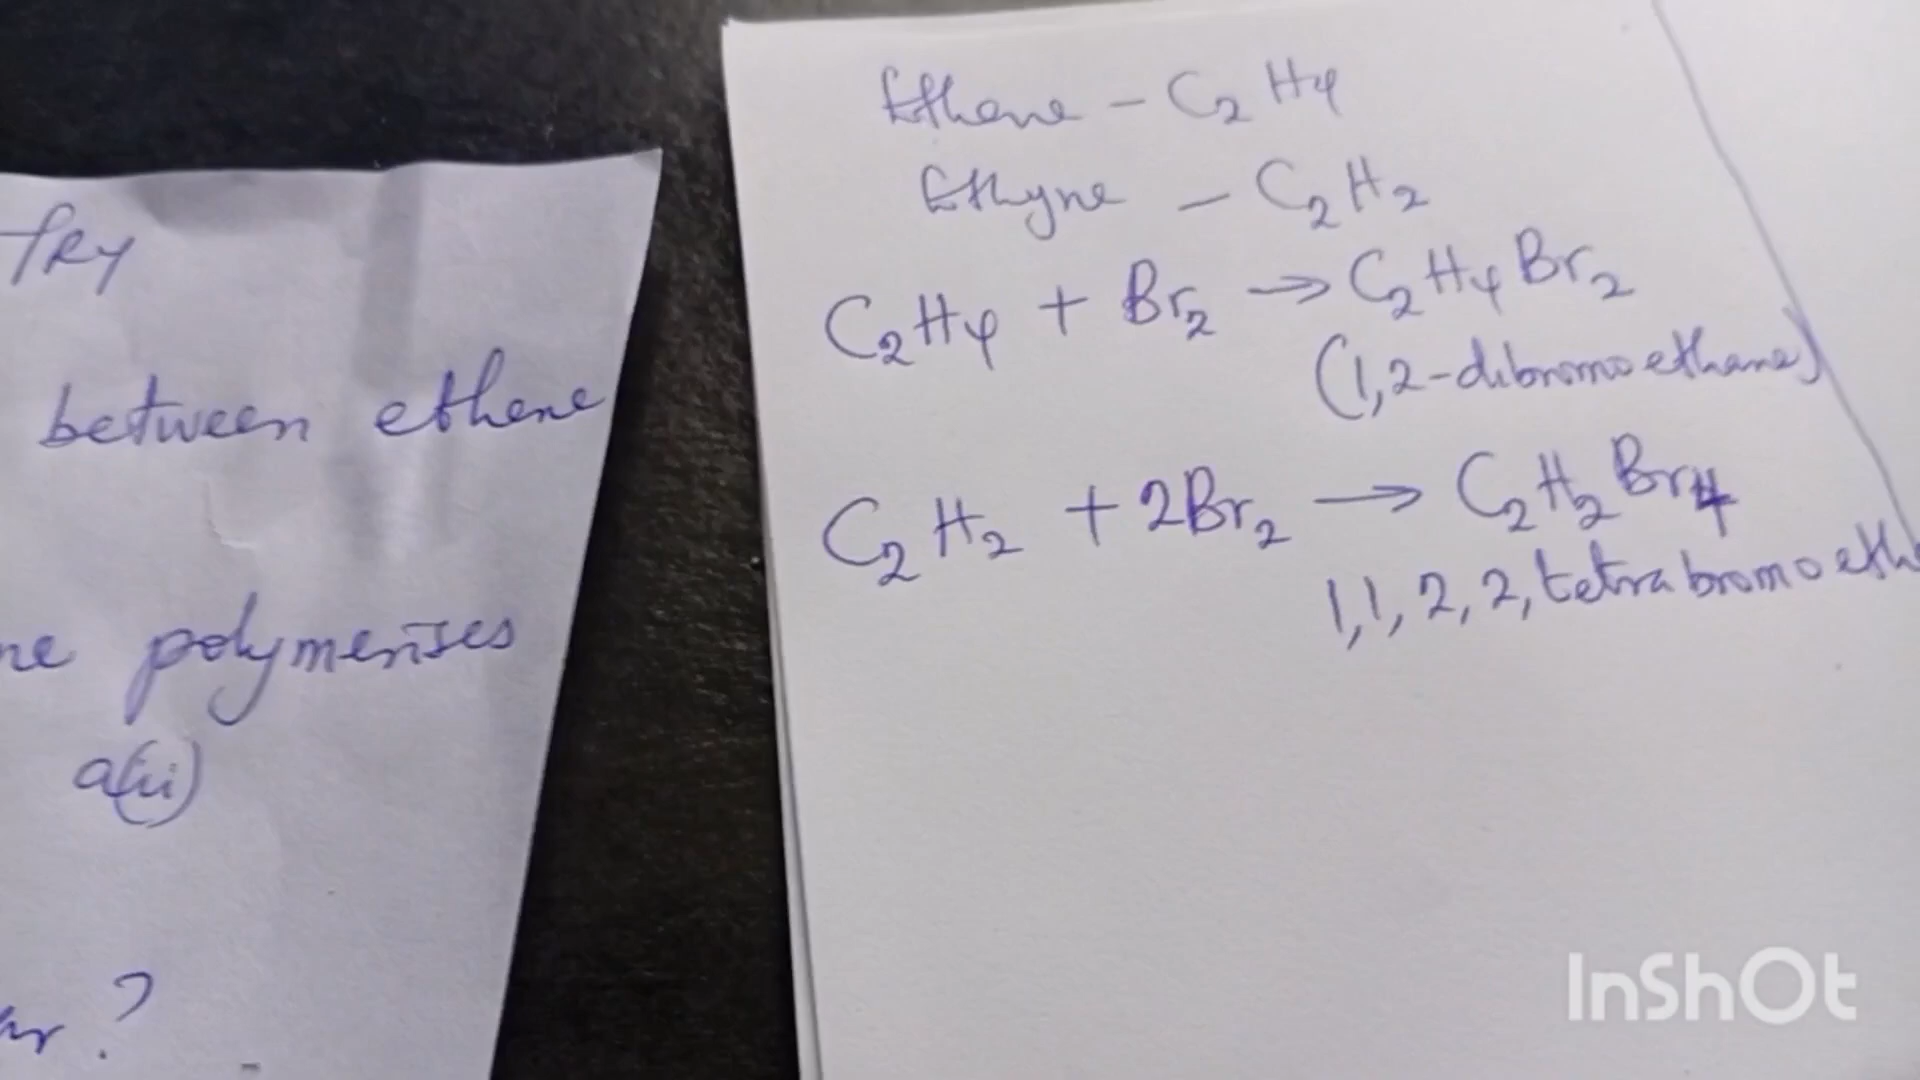 try
between ethene
ne polymerises
a(ii)
?
Ethene - C2H4
Ethyne - C2H2
C2H4 + Br2 → C2H4Br2
(1,2-dibromoethane)
C2H2 + 2Br2 → C2H2Br4
1,1,2,2, tetrabromoeth
InShOt